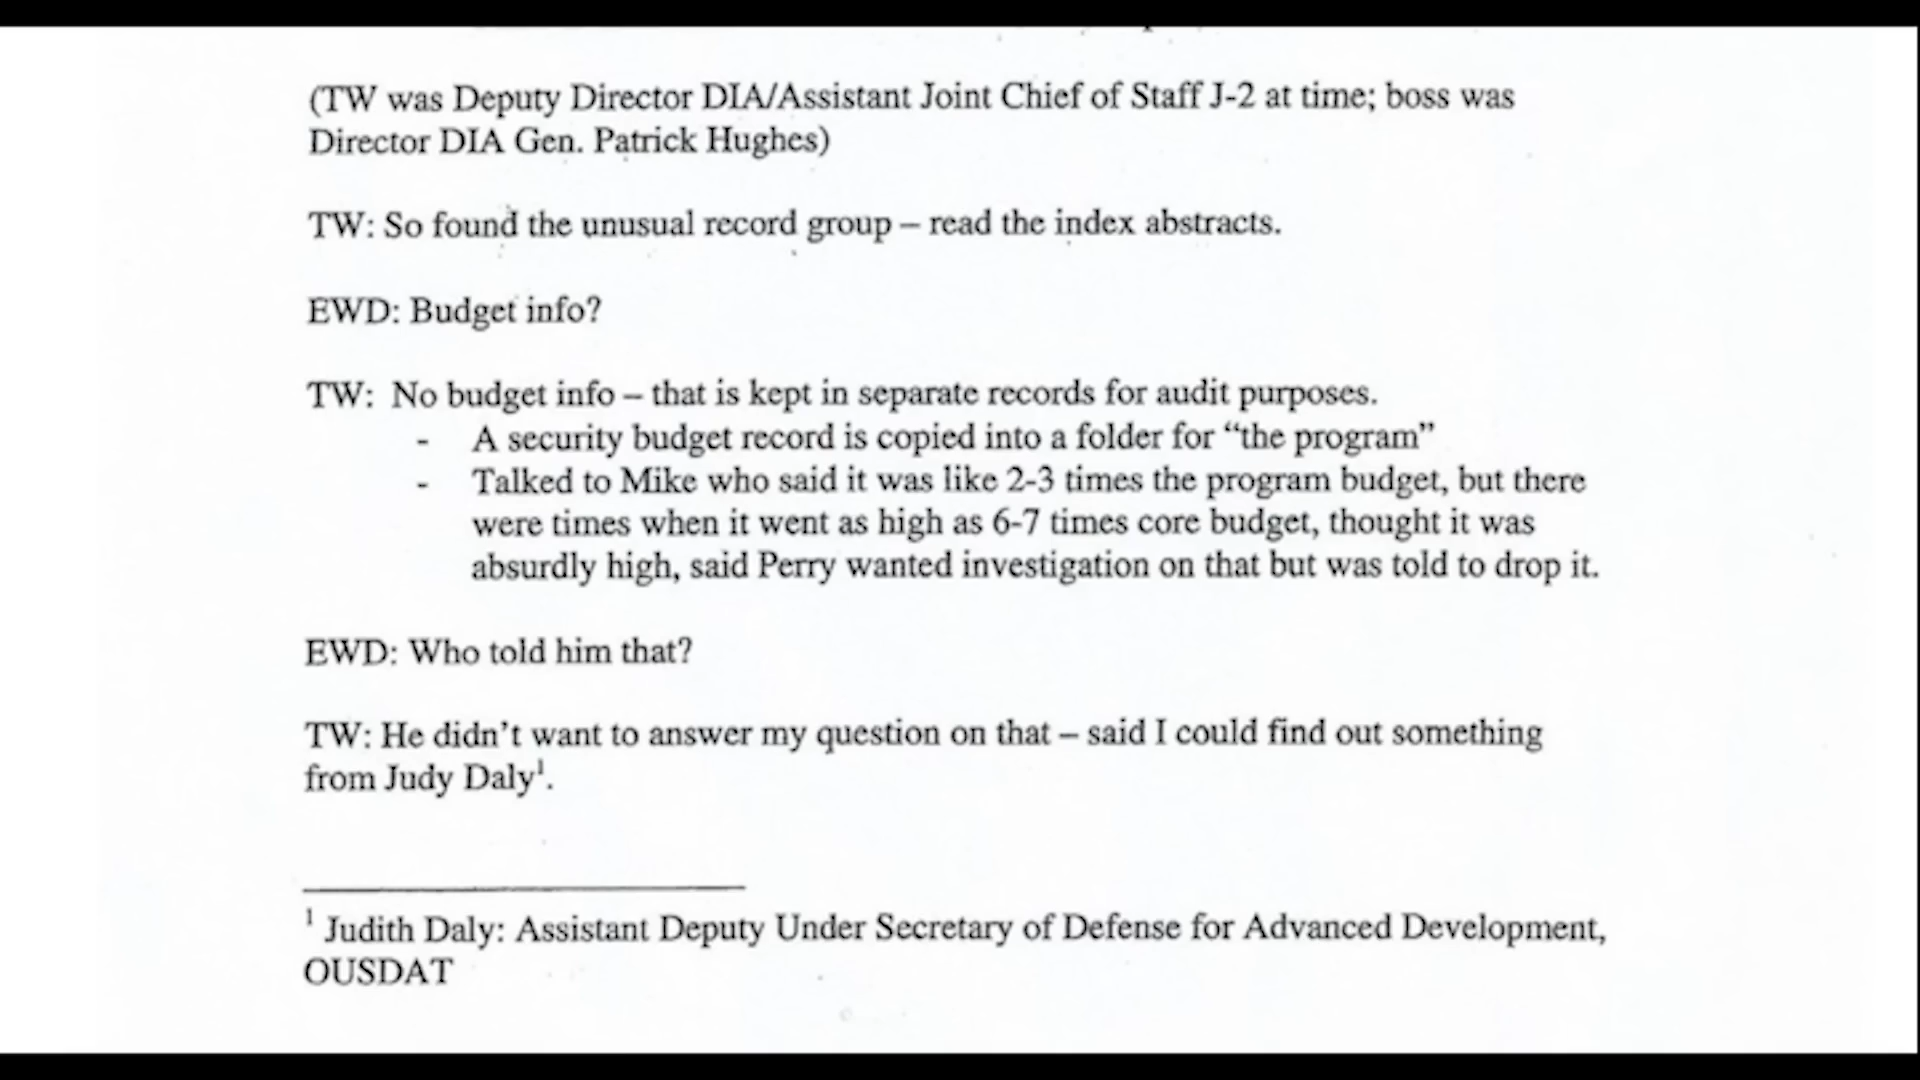 (TW was Deputy Director DIA/Assistant Joint Chief of Staff J-2 at time; boss was
Director DIA Gen. Patrick Hughes)
TW: So found the unusual record group – read the index abstracts.
EWD: Budget info?
TW: No budget info – that is kept in separate records for audit purposes.
- A security budget record is copied into a folder for “the program”
- Talked to Mike who said it was like 2-3 times the program budget, but there
were times when it went as high as 6-7 times core budget, thought it was
absurdly high, said Perry wanted investigation on that but was told to drop it.
EWD: Who told him that?
TW: He didn’t want to answer my question on that – said I could find out something
from Judy Daly¹.
¹ Judith Daly: Assistant Deputy Under Secretary of Defense for Advanced Development,
OUSDAT